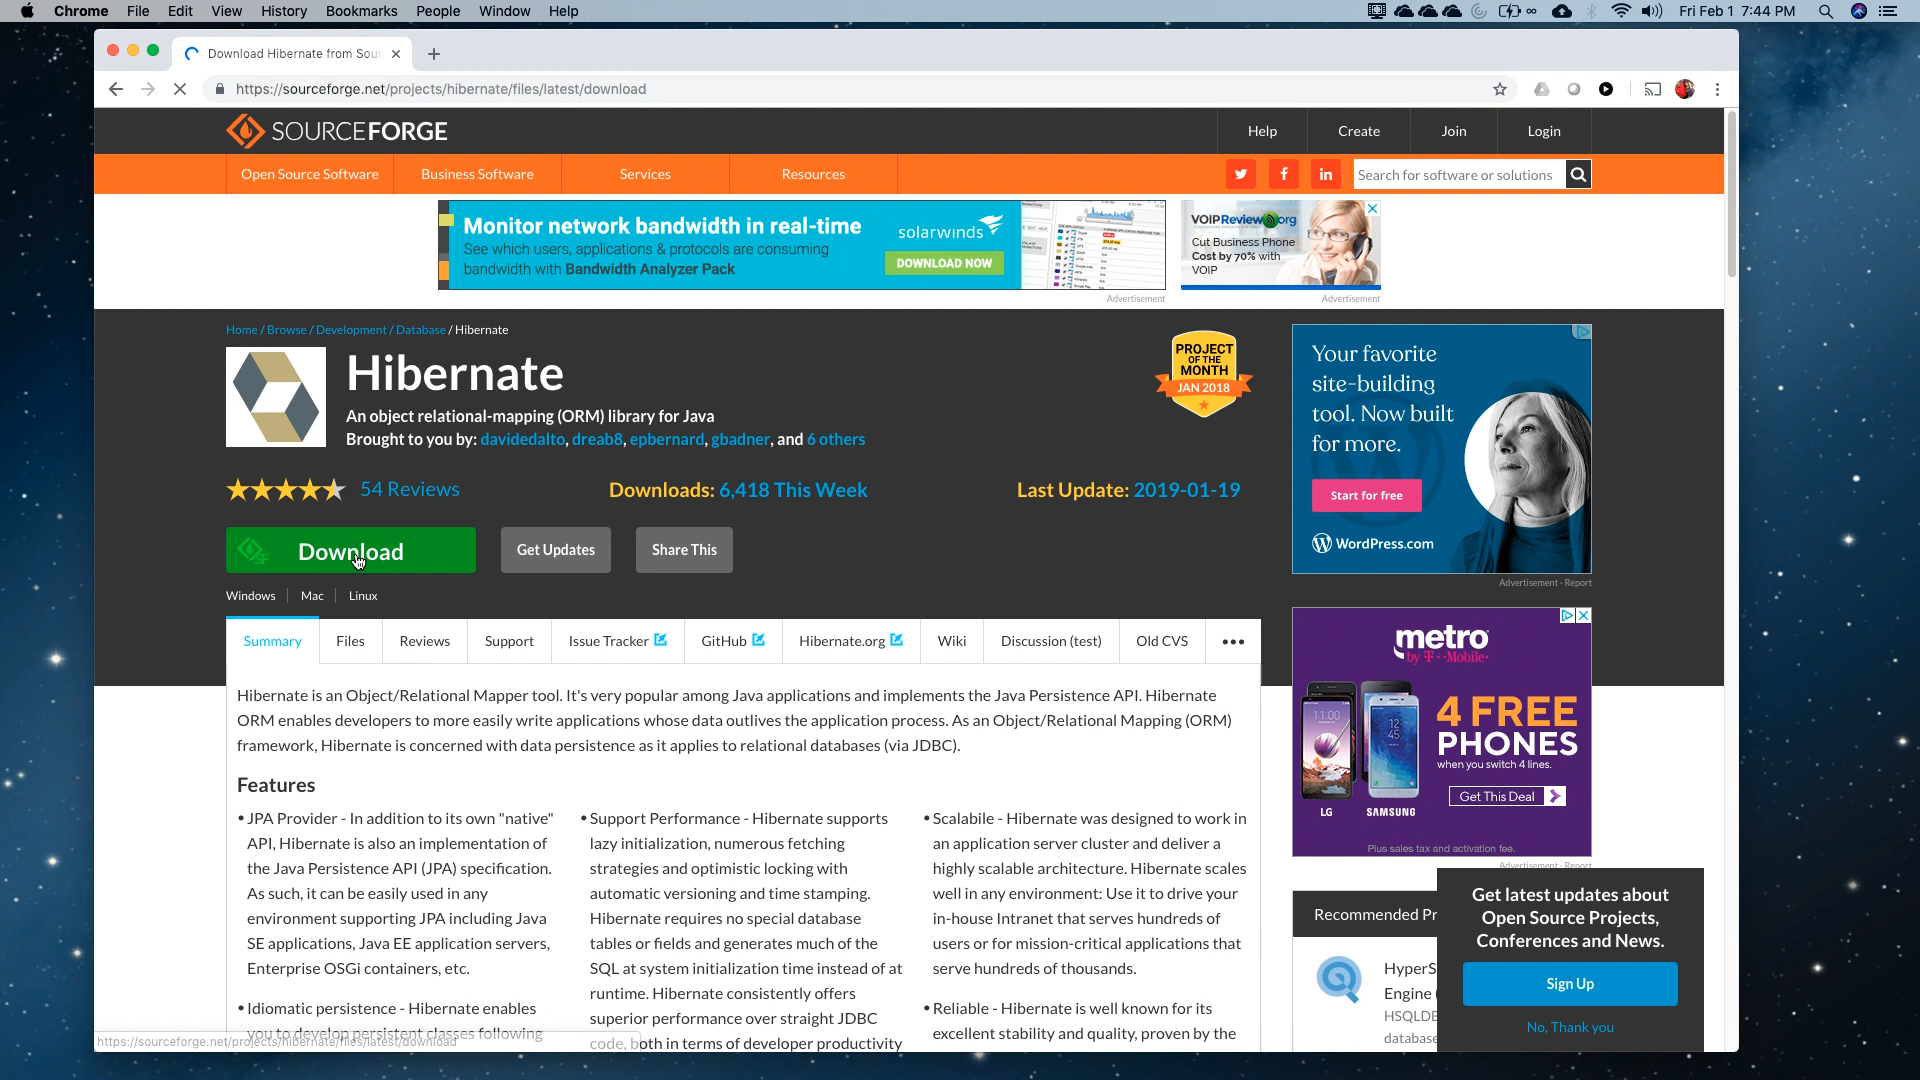 Chrome File Edit View History Bookmarks People Window Help
Fri Feb 1 7:44 PM
Download Hibernate from Sour
https://sourceforge.net/projects/hibernate/files/latest/download
SOURCEFORGE
Help Create Join Login
Open Source Software Business Software Services Resources
Search for software or solutions
Monitor network bandwidth in real-time
See which users, applications & protocols are consuming
bandwidth with Bandwidth Analyzer Pack
solarwinds
DOWNLOAD NOW
Advertisement
VOIPReview.org
Cut Business Phone
Cost by 70% with
VOIP
Advertisement
Home / Browse / Development / Database / Hibernate
Hibernate
An object relational-mapping (ORM) library for Java
Brought to you by: davidedalto, dreab8, epbernard, gbadner, and 6 others
PROJECT
OF THE
MONTH
JAN 2018
54 Reviews
Downloads: 6,418 This Week
Last Update: 2019-01-19
Download
Get Updates
Share This
Windows Mac Linux
Your favorite
site-building
tool. Now built
for more.
Start for free
WordPress.com
Advertisement - Report
Summary Files Reviews Support Issue Tracker GitHub Hibernate.org Wiki Discussion (test) Old CVS
Hibernate is an Object/Relational Mapper tool. It's very popular among Java applications and implements the Java Persistence API. Hibernate
ORM enables developers to more easily write applications whose data outlives the application process. As an Object/Relational Mapping (ORM)
framework, Hibernate is concerned with data persistence as it applies to relational databases (via JDBC).
Features
• JPA Provider - In addition to its own "native"
API, Hibernate is also an implementation of
the Java Persistence API (JPA) specification.
As such, it can be easily used in any
environment supporting JPA including Java
SE applications, Java EE application servers,
Enterprise OSGi containers, etc.
• Idiomatic persistence - Hibernate enables
you to develop persistent classes following
• Support Performance - Hibernate supports
lazy initialization, numerous fetching
strategies and optimistic locking with
automatic versioning and time stamping.
Hibernate requires no special database
tables or fields and generates much of the
SQL at system initialization time instead of at
runtime. Hibernate consistently offers
superior performance over straight JDBC
code, both in terms of developer productivity
• Scalabile - Hibernate was designed to work in
an application server cluster and deliver a
highly scalable architecture. Hibernate scales
well in any environment: Use it to drive your
in-house Intranet that serves hundreds of
users or for mission-critical applications that
serve hundreds of thousands.
• Reliable - Hibernate is well known for its
excellent stability and quality, proven by the
metro
by T-Mobile
4 FREE
PHONES
when you switch 4 lines.
Get This Deal
LG SAMSUNG
Plus sales tax and activation fee.
Advertisement - Report
Recommended Pr
HyperS
Engine (
HSQLDB
database
Get latest updates about
Open Source Projects,
Conferences and News.
Sign Up
No, Thank you
https://sourceforge.net/projects/hibernate/files/latest/download